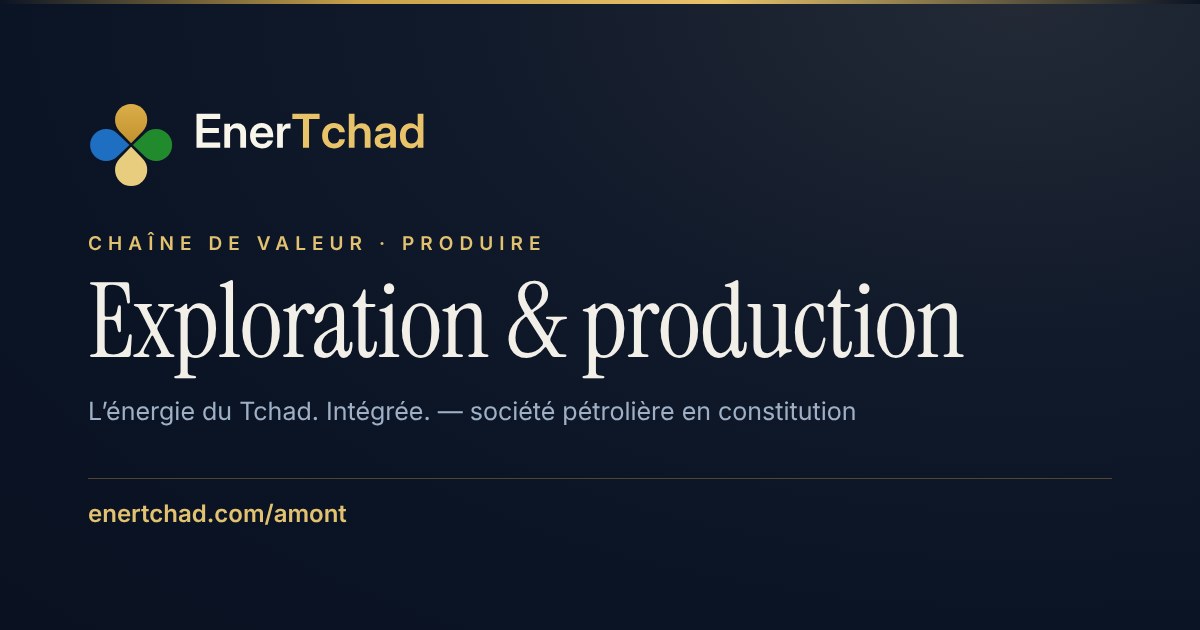 EnerTchad
CHAÎNE DE VALEUR · PRODUIRE
Exploration & production
L’énergie du Tchad. Intégrée. — société pétrolière en constitution
enertchad.com/amont